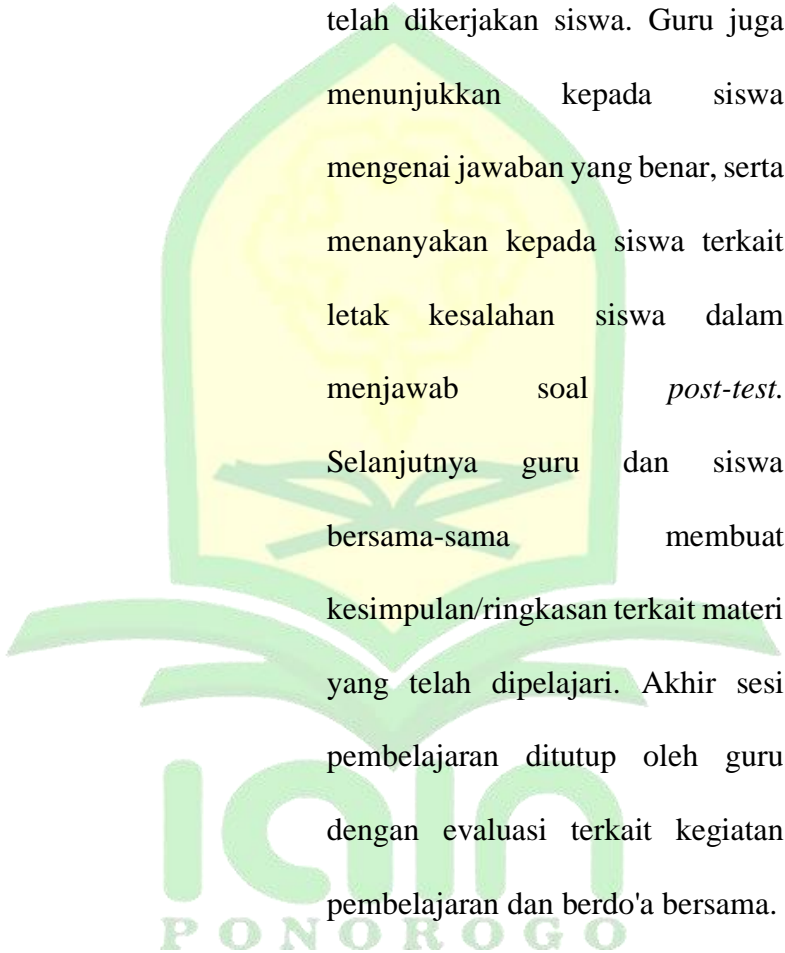 telah dikerjakan siswa. Guru juga
menunjukkan kepada siswa
mengenai jawaban yang benar, serta
menanyakan kepada siswa terkait
letak kesalahan siswa dalam
menjawab soal post-test.
Selanjutnya guru dan siswa
bersama-sama membuat
kesimpulan/ringkasan terkait materi
yang telah dipelajari. Akhir sesi
pembelajaran ditutup oleh guru
dengan evaluasi terkait kegiatan
pembelajaran dan berdo'a bersama.
iain
PONOROGO